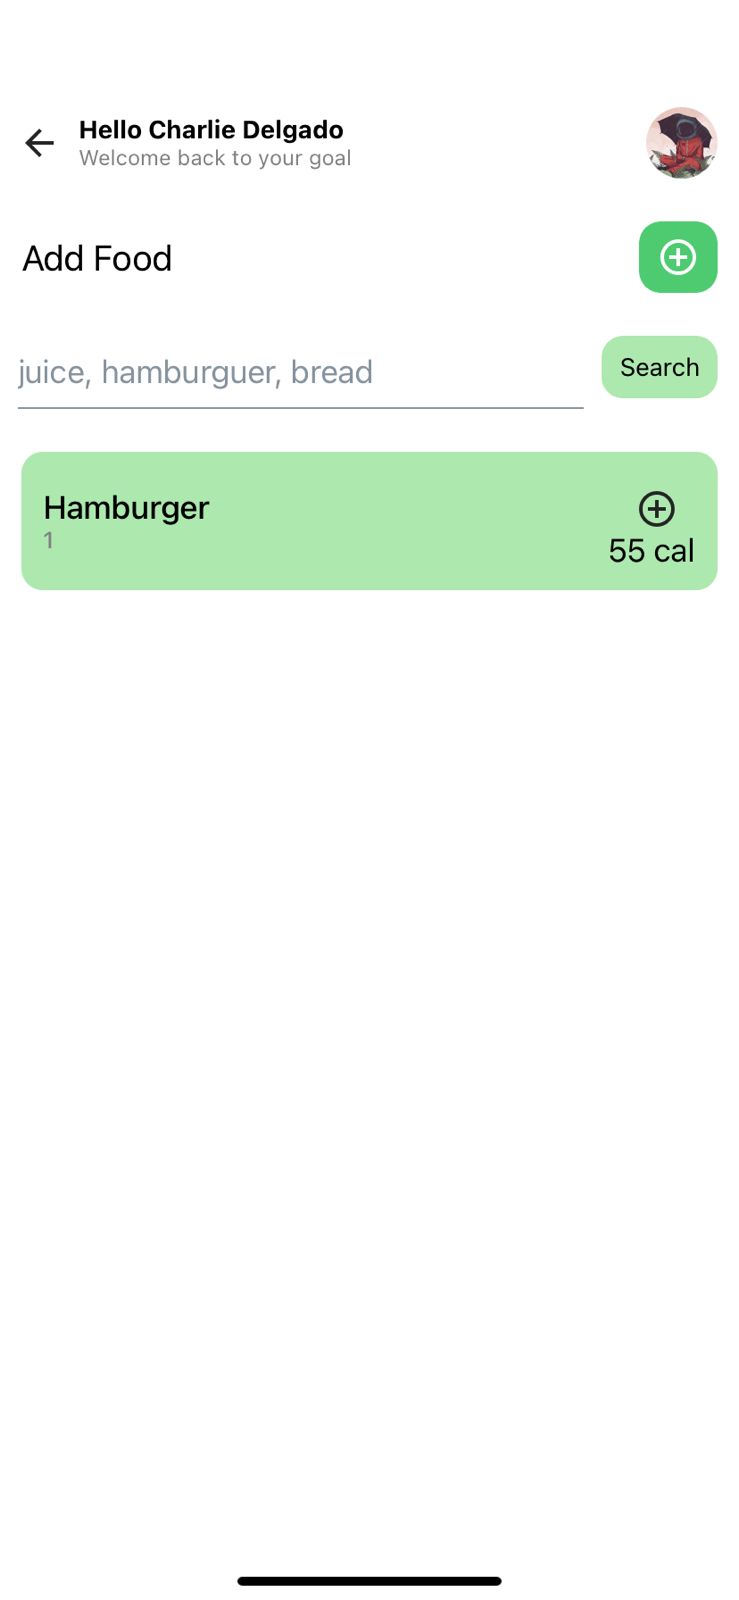 Hello Charlie Delgado
Welcome back to your goal
Add Food
juice, hamburguer, bread
Search
Hamburger
1
55 cal